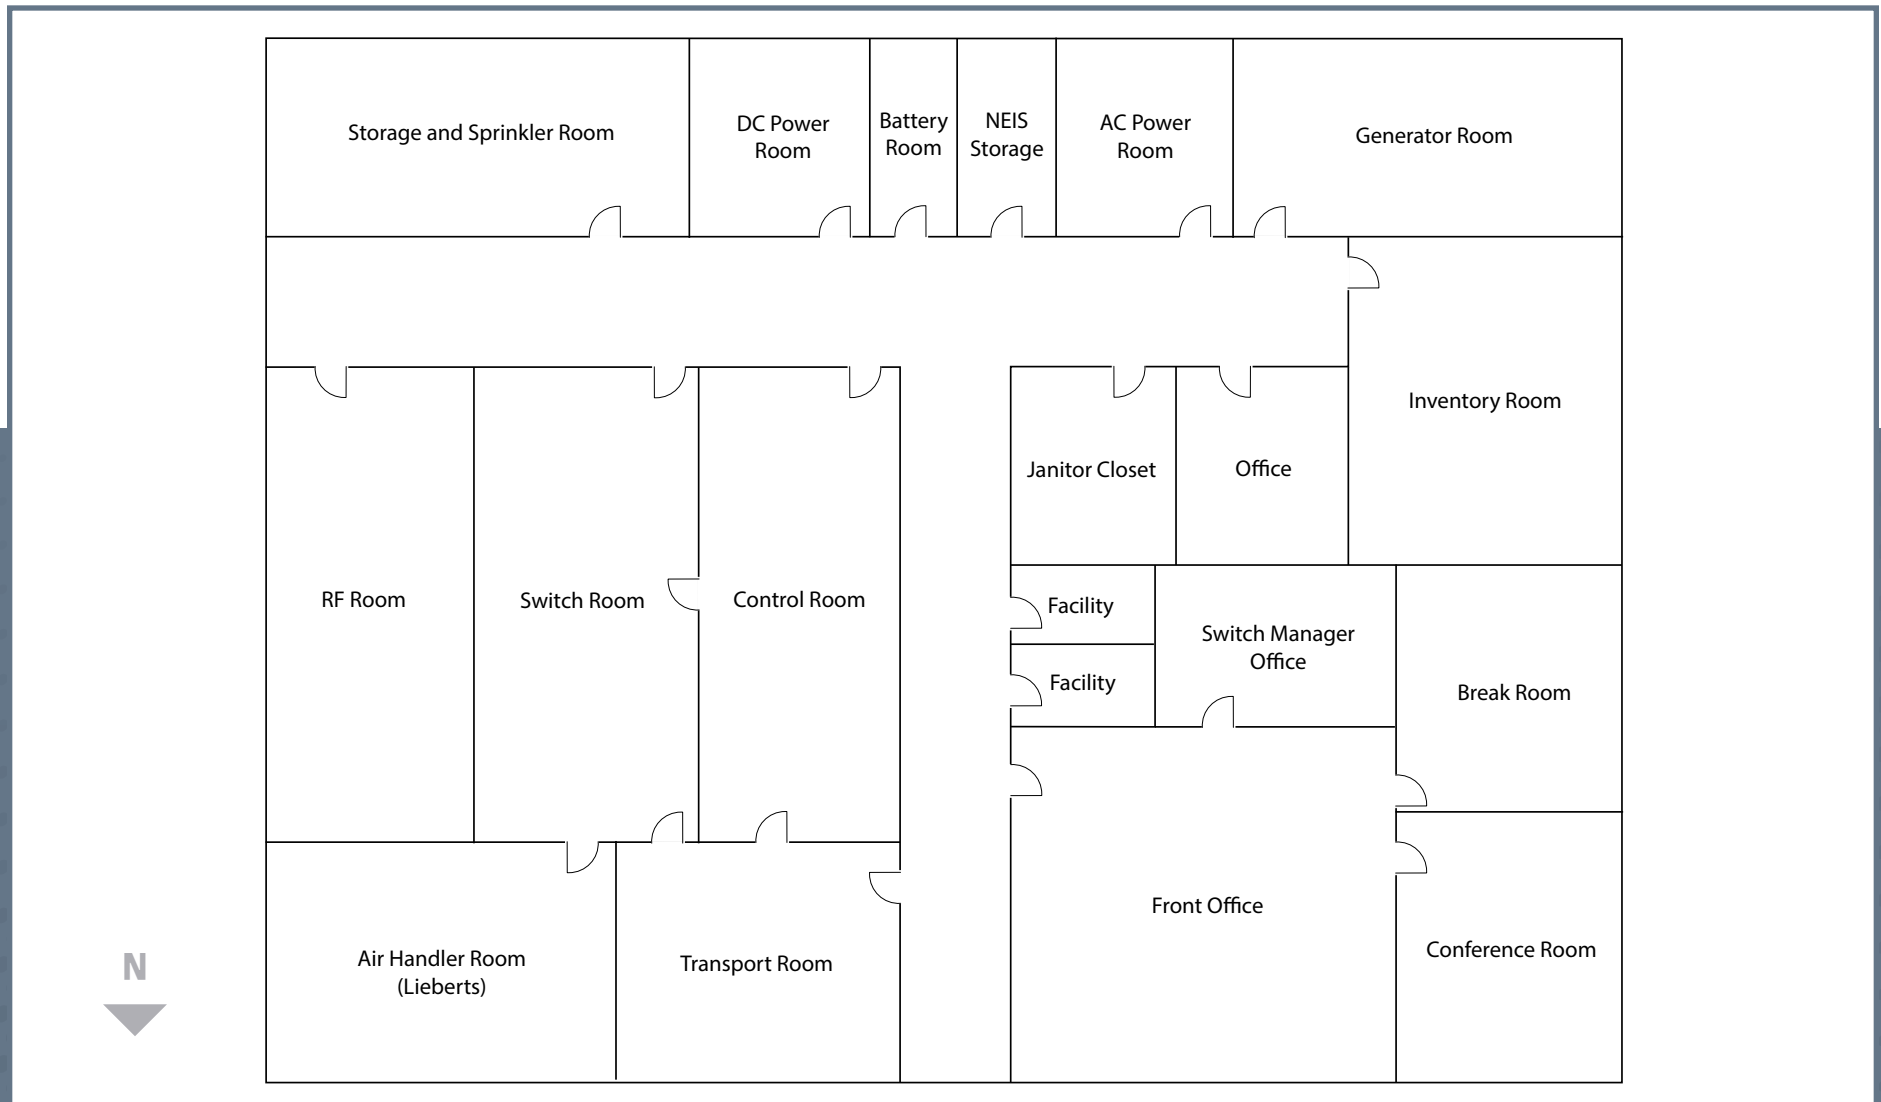 Storage and Sprinkler Room
DC Power
Room
Battery
Room
NEIS
Storage
AC Power
Room
Generator Room
Inventory Room
Janitor Closet
Office
RF Room
Switch Room
Control Room
Facility
Facility
Switch Manager
Office
Break Room
Front Office
Conference Room
Air Handler Room
(Lieberts)
Transport Room
N